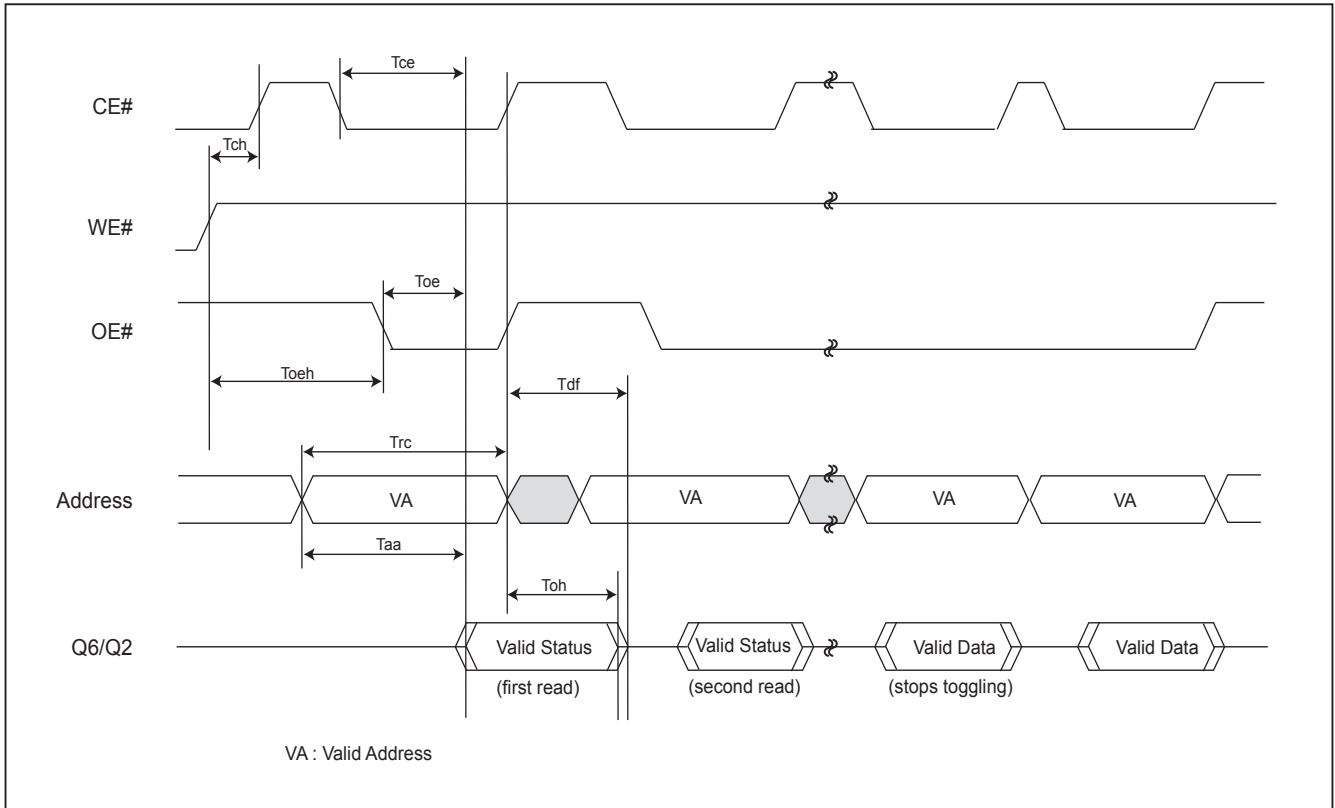 Tce
CE#
Tch
WE#
Toe
OE#
Toeh
Tdf
Trc
Address
VA
VA
VA
VA
Taa
Toh
Q6/Q2
Valid Status
Valid Status
Valid Data
Valid Data
(first read)
(second read)
(stops toggling)
VA : Valid Address